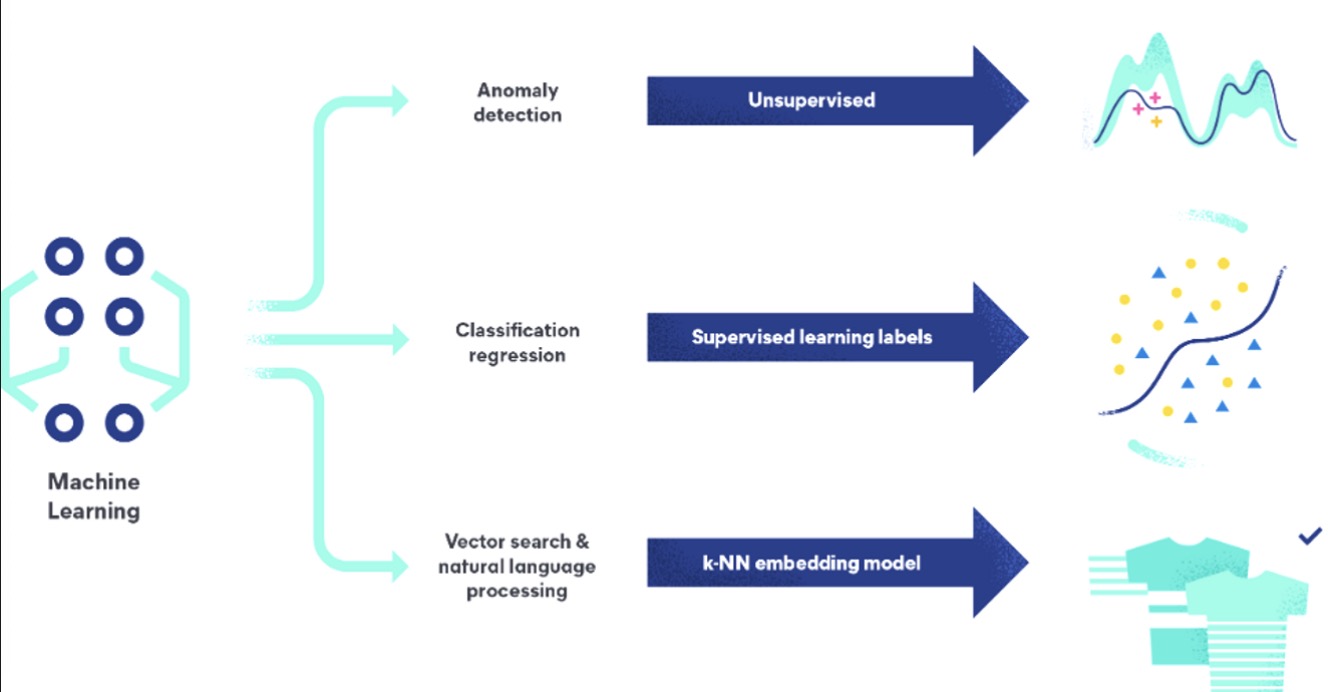 Anomaly
detection
Unsupervised
Classification
regression
Supervised learning labels
Machine
Learning
Vector search &
natural language
processing
k-NN embedding model